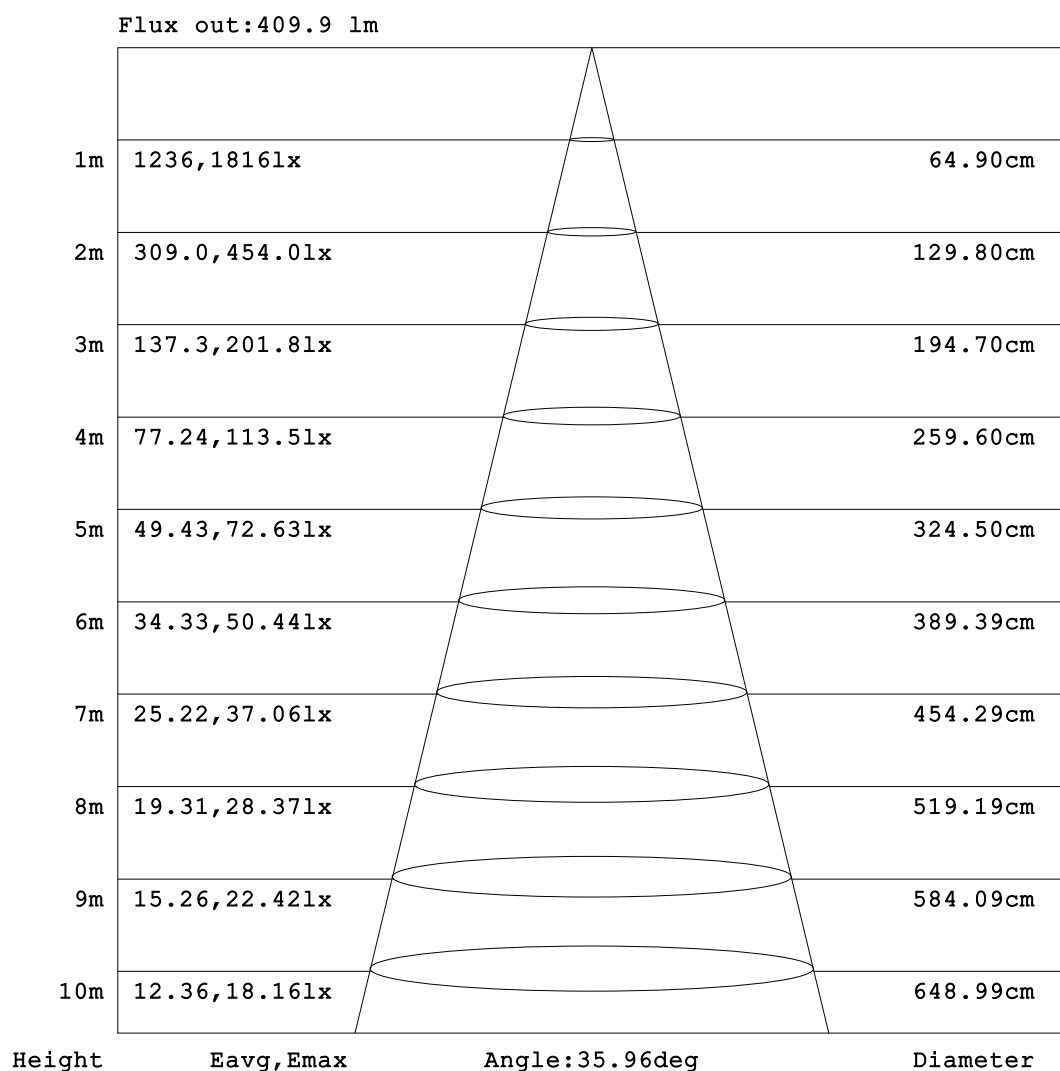 Flux out:409.9 lm
1m 1236,1816lx 64.90cm
2m 309.0,454.0lx 129.80cm
3m 137.3,201.8lx 194.70cm
4m 77.24,113.5lx 259.60cm
5m 49.43,72.63lx 324.50cm
6m 34.33,50.44lx 389.39cm
7m 25.22,37.06lx 454.29cm
8m 19.31,28.37lx 519.19cm
9m 15.26,22.42lx 584.09cm
10m 12.36,18.16lx 648.99cm
Height Eavg,Emax Angle:35.96deg Diameter